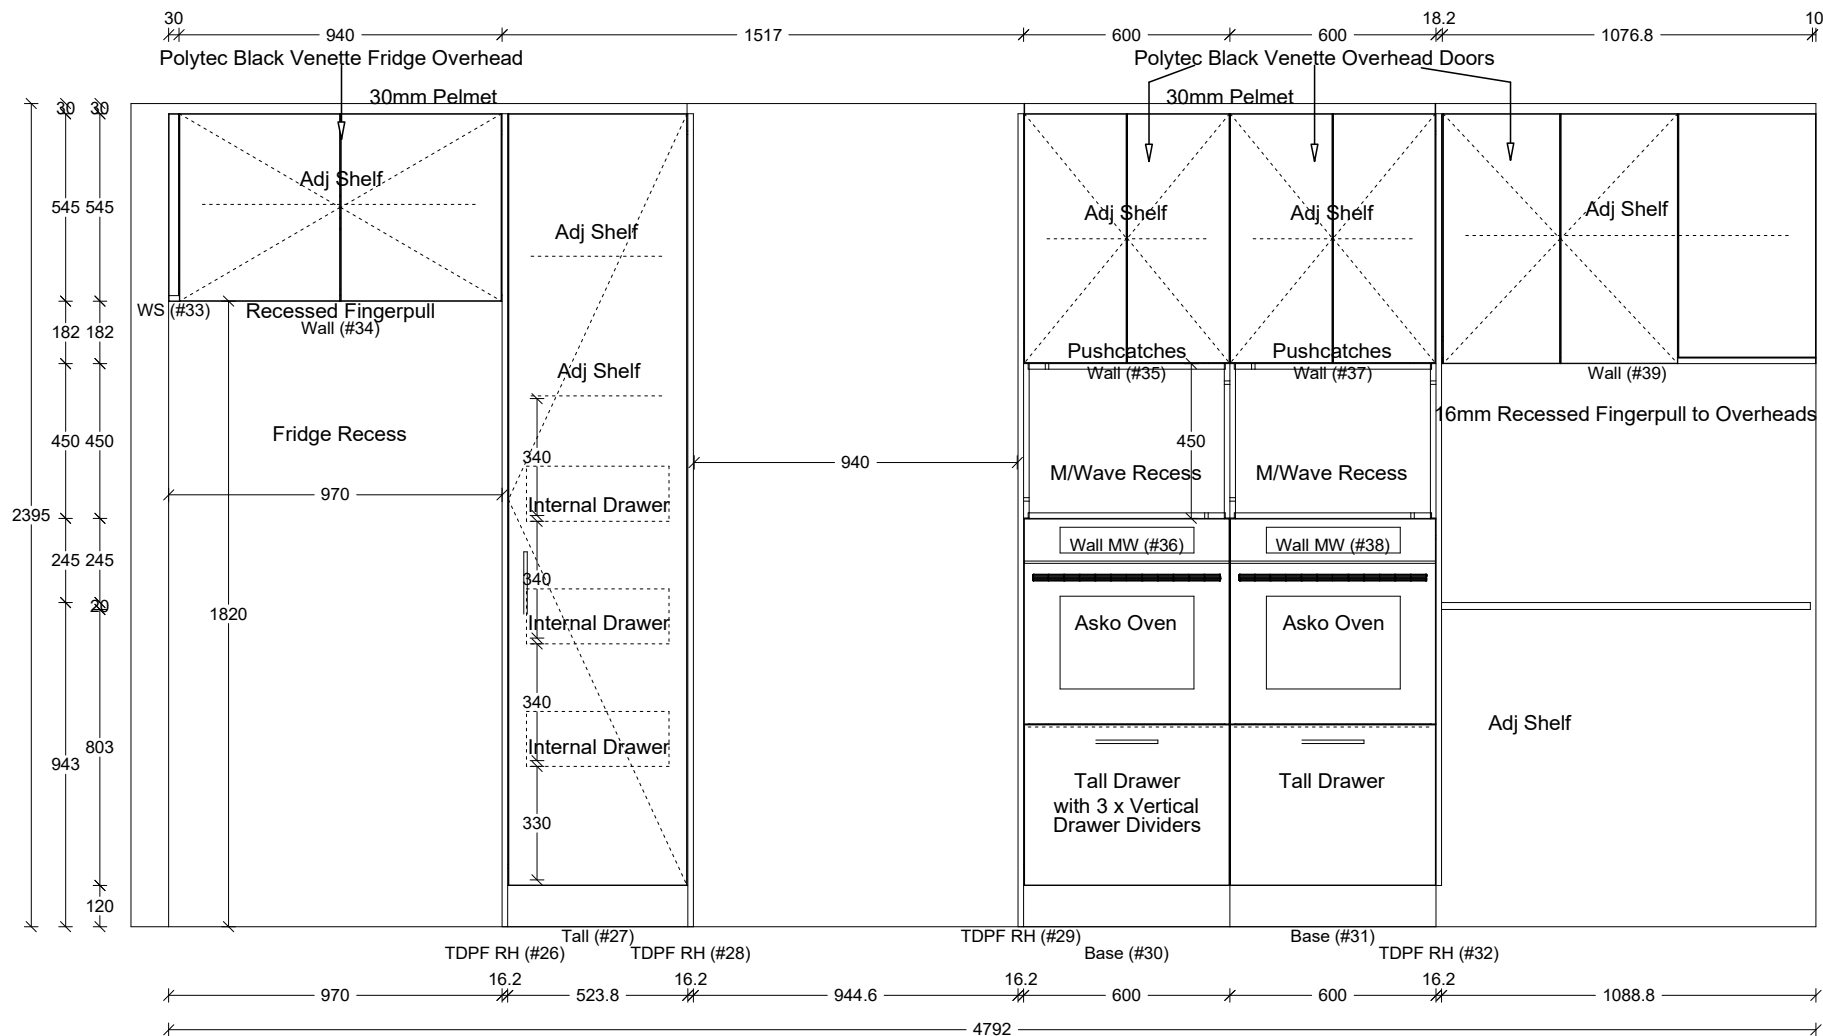 30
940
1517
600
600
18.2
1076.8
10
Polytec Black Venette Fridge Overhead
Polytec Black Venette Overhead Doors
30mm Pelmet
30mm Pelmet
30
30
545
545
182
182
450
450
245
245
20
803
943
120
2395
Adj Shelf
WS (#33)
Recessed Fingerpull
Wall (#34)
Fridge Recess
970
1820
Adj Shelf
Adj Shelf
340
Internal Drawer
340
Internal Drawer
340
Internal Drawer
330
940
Adj Shelf
Adj Shelf
Adj Shelf
Pushcatches
Pushcatches
Wall (#35)
Wall (#37)
Wall (#39)
16mm Recessed Fingerpull to Overheads
450
M/Wave Recess
M/Wave Recess
Wall MW (#36)
Wall MW (#38)
Asko Oven
Asko Oven
Adj Shelf
Tall Drawer
with 3 x Vertical
Drawer Dividers
Tall Drawer
Tall (#27)
TDPF RH (#29)
Base (#31)
TDPF RH (#26)
TDPF RH (#28)
Base (#30)
TDPF RH (#32)
970
16.2
523.8
16.2
944.6
16.2
600
600
16.2
1088.8
4792